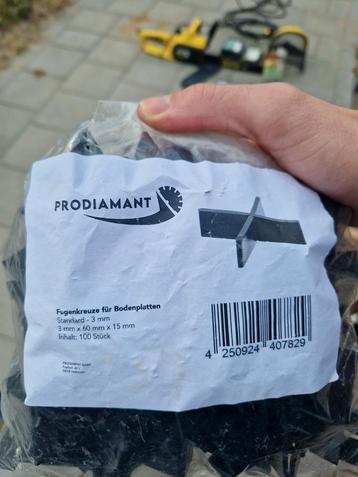 PRODIAMANT
Fugenkreuze für Bodenplatten
Standard - 3 mm
3 mm x 60 mm x 15 mm
Inhalt: 100 Stück
4 250924 407829